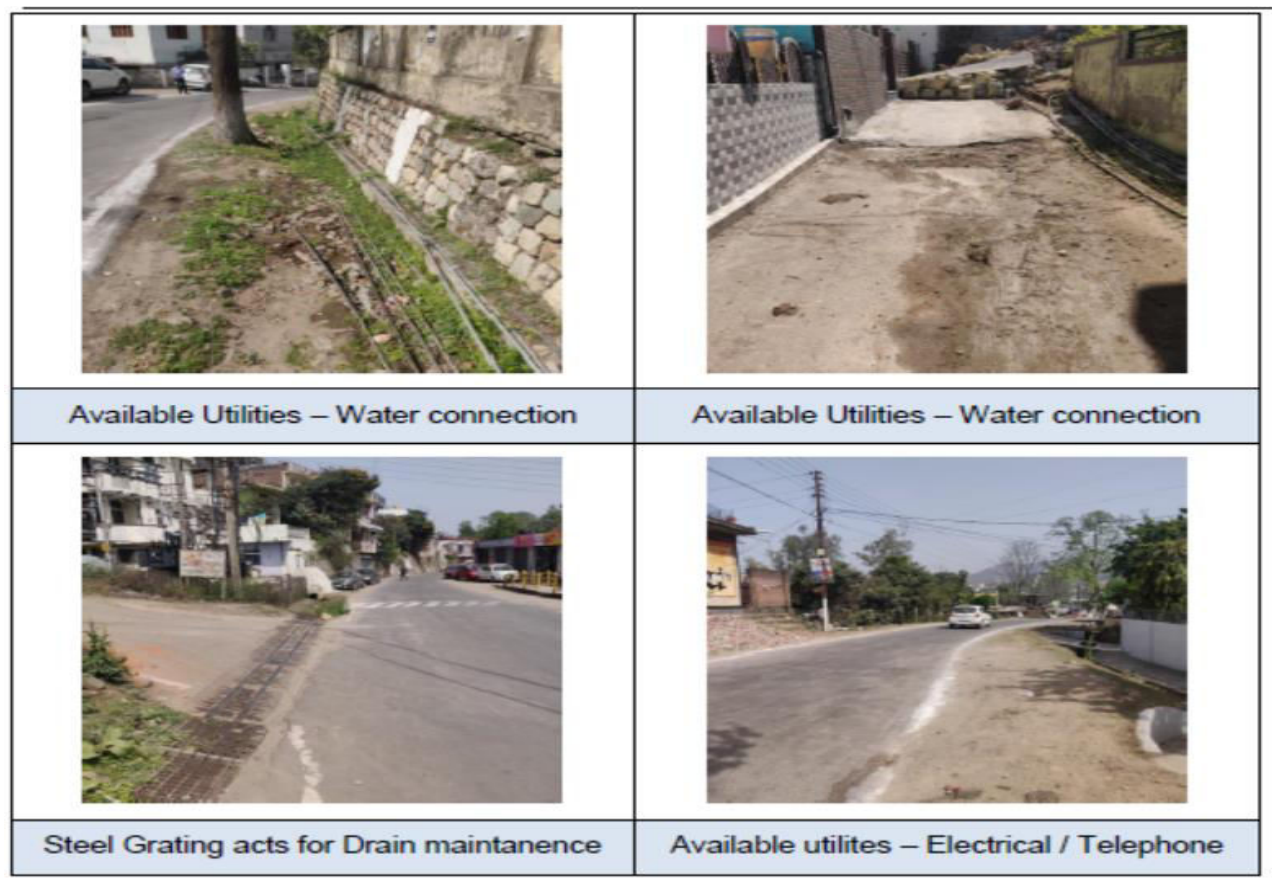 Available Utilities – Water connection
Available Utilities – Water connection
Steel Grating acts for Drain maintanence
Available utilites – Electrical / Telephone